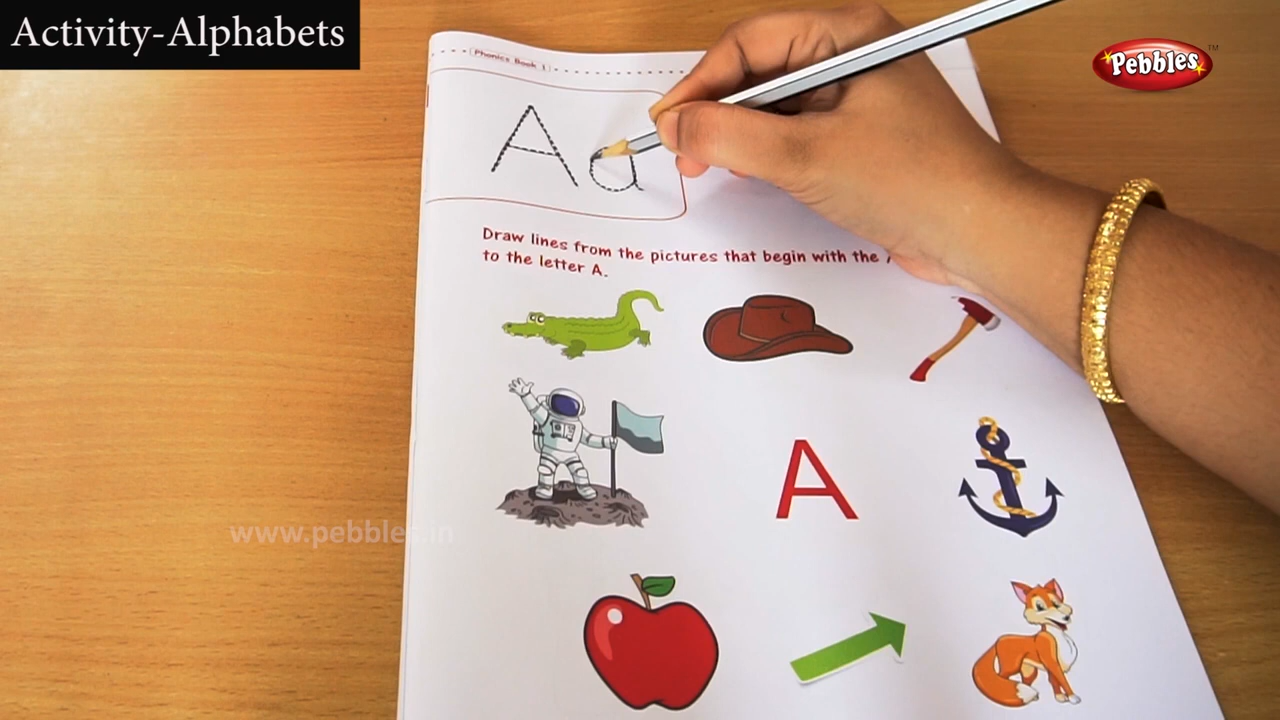 Activity-Alphabets
Pebbles
TM
Phonics Book 1
A a
Draw lines from the pictures that begin with the
to the letter A.
A
www.pebbles.in